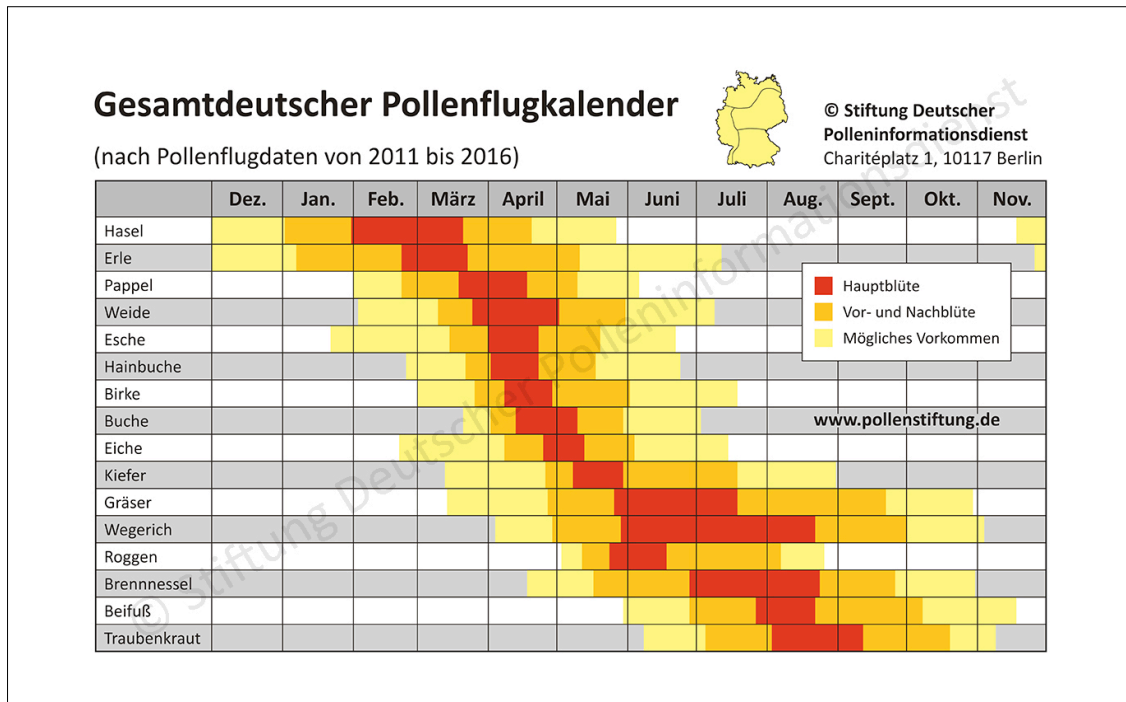 Gesamtdeutscher Pollenflugkalender
(nach Pollenflugdaten von 2011 bis 2016)
© Stiftung Deutscher
Polleninformationsdienst
Charitéplatz 1, 10117 Berlin
Dez. Jan. Feb. März April Mai Juni Juli Aug. Sept. Okt. Nov.
Hasel
Erle
Pappel
Weide
Esche
Hainbuche
Birke
Buche
Eiche
Kiefer
Gräser
Wegerich
Roggen
Brennnessel
Beifuß
Traubenkraut
Hauptblüte
Vor- und Nachblüte
Mögliches Vorkommen
www.pollenstiftung.de
© Stiftung Deutscher Polleninformationsdienst